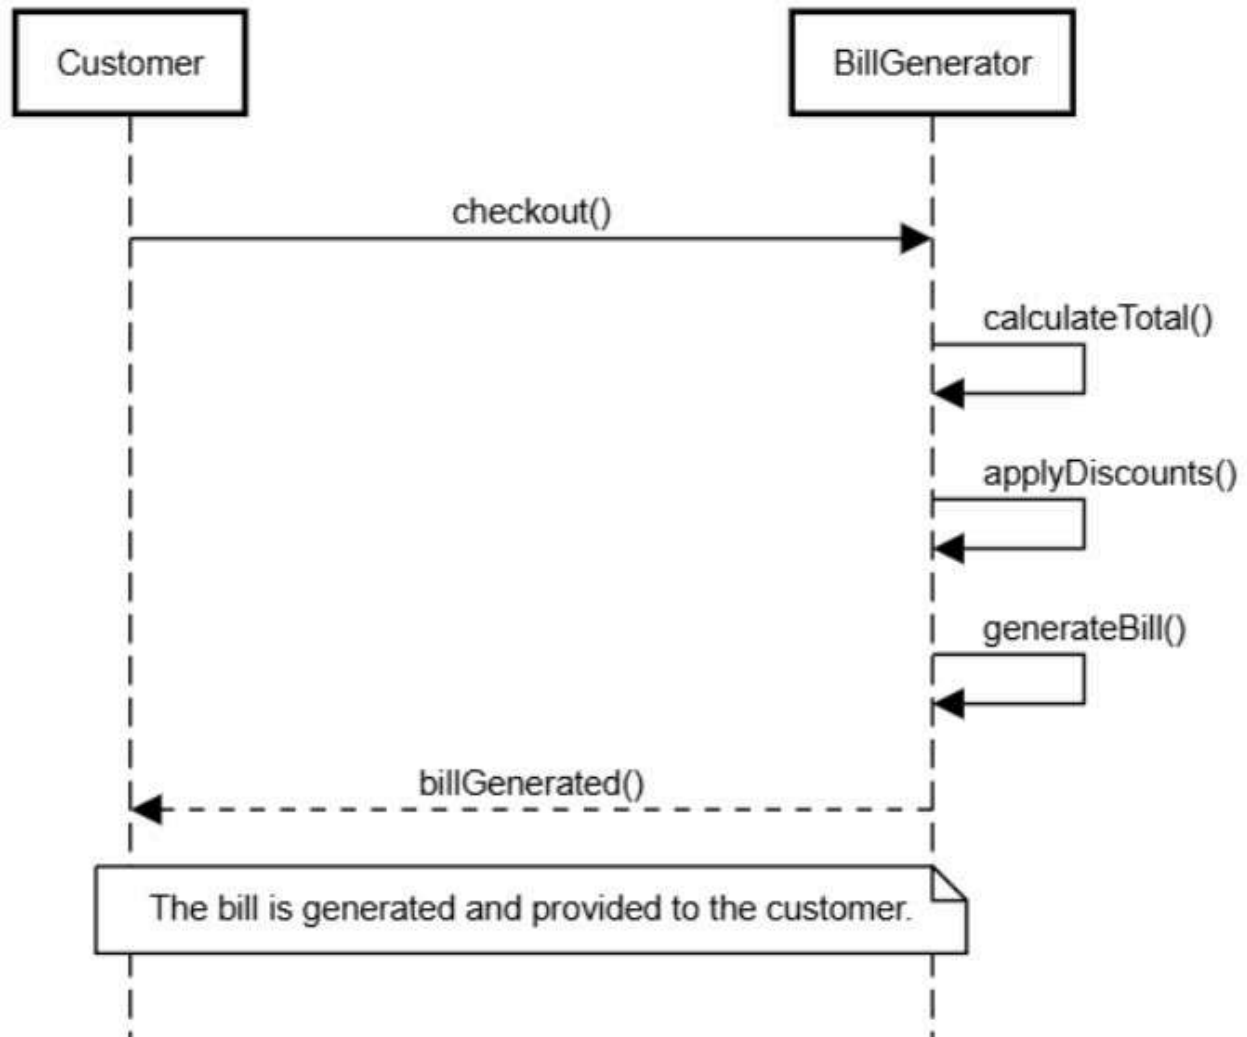 Customer
BillGenerator
checkout()
calculateTotal()
applyDiscounts()
generateBill()
billGenerated()
The bill is generated and provided to the customer.